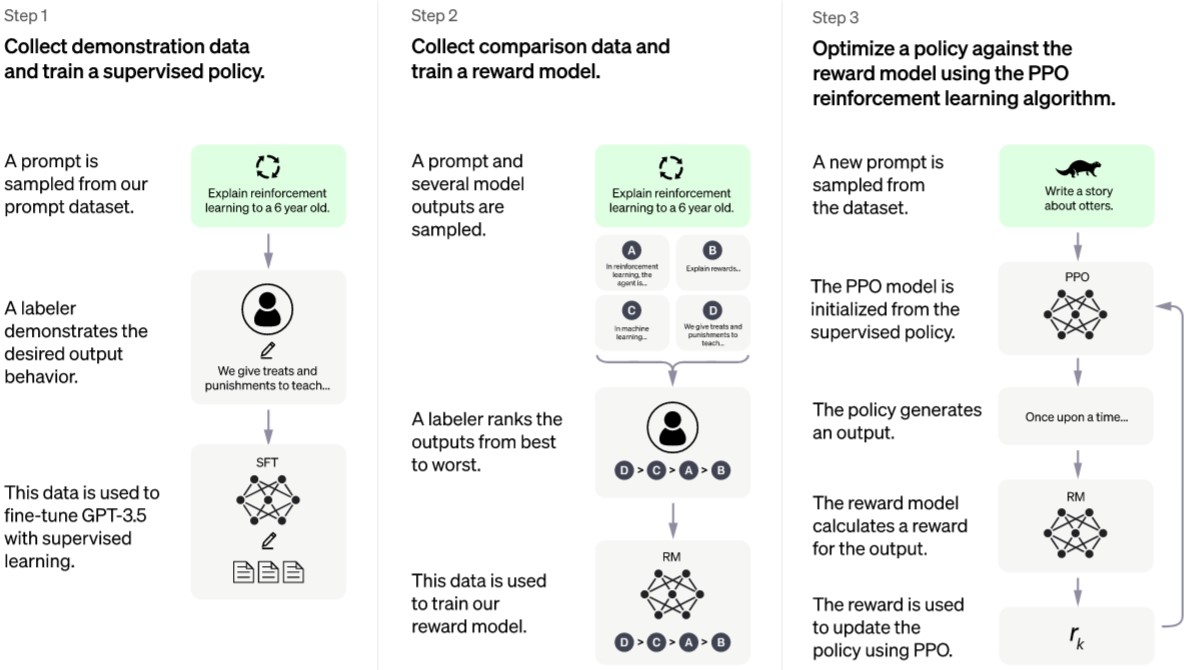 Step 1
Collect demonstration data
and train a supervised policy.
A prompt is
sampled from our
prompt dataset.
Explain reinforcement
learning to a 6 year old.
A labeler
demonstrates the
desired output
behavior.
We give treats and
punishments to teach...
This data is used to
fine-tune GPT-3.5
with supervised
learning.
SFT
Step 2
Collect comparison data and
train a reward model.
A prompt and
several model
outputs are
sampled.
Explain reinforcement
learning to a 6 year old.
A
In reinforcement
learning, the
agent is...
B
Explain rewards...
C
In machine
learning...
D
We give treats and
punishments to
teach...
A labeler ranks the
outputs from best
to worst.
D > C > A > B
This data is used
to train our
reward model.
RM
D > C > A > B
Step 3
Optimize a policy against the
reward model using the PPO
reinforcement learning algorithm.
A new prompt is
sampled from
the dataset.
Write a story
about otters.
The PPO model is
initialized from the
supervised policy.
PPO
The policy generates
an output.
Once upon a time...
The reward model
calculates a reward
for the output.
RM
The reward is used
to update the
policy using PPO.
rk